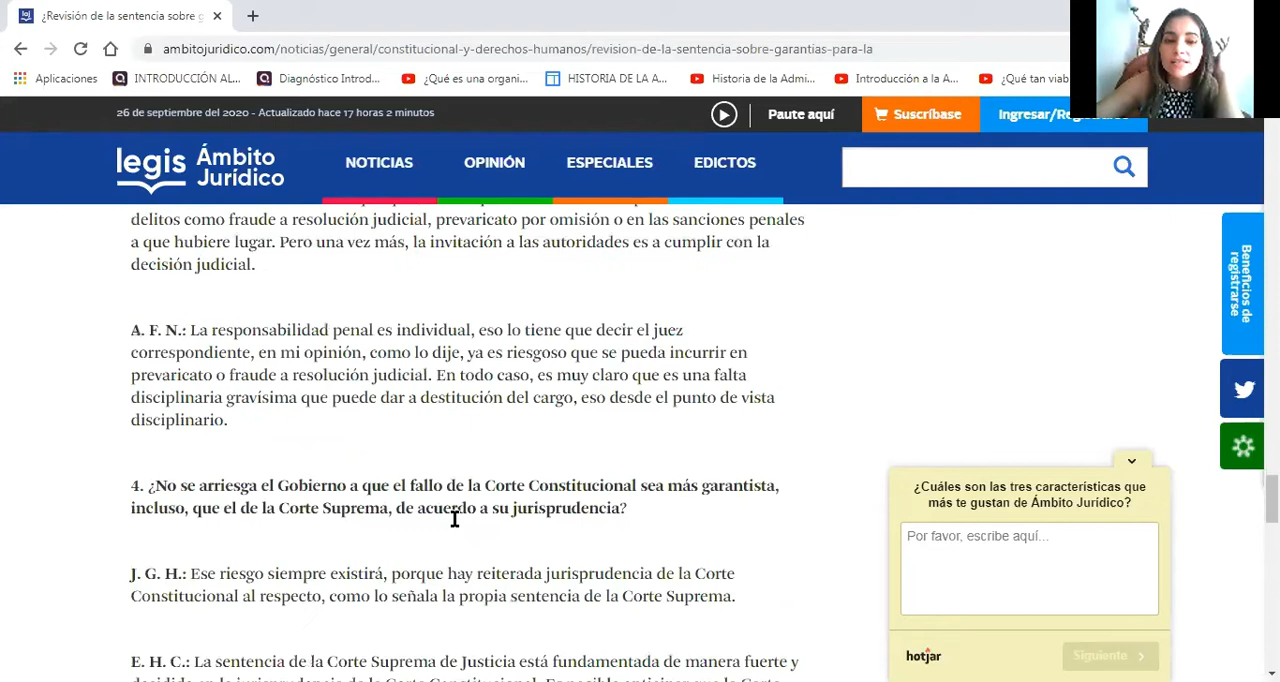 ¿Revisión de la sentencia sobre g
ambitojuridico.com/noticias/general/constitucional-y-derechos-humanos/revision-de-la-sentencia-sobre-garantias-para-la
Aplicaciones
INTRODUCCIÓN AL...
Diagnóstico Introd...
¿Qué es una organi...
HISTORIA DE LA A...
Historia de la Admi...
Introducción a la A...
¿Qué tan viab
26 de septiembre del 2020 - Actualizado hace 17 horas 2 minutos
Paute aquí
Suscríbase
Ingresar/Reg
legis Ámbito Jurídico
NOTICIAS
OPINIÓN
ESPECIALES
EDICTOS
delitos como fraude a resolución judicial, prevaricato por omisión o en las sanciones penales
a que hubiere lugar. Pero una vez más, la invitación a las autoridades es a cumplir con la
decisión judicial.
A. F. N.: La responsabilidad penal es individual, eso lo tiene que decir el juez
correspondiente, en mi opinión, como lo dije, ya es riesgoso que se pueda incurrir en
prevaricato o fraude a resolución judicial. En todo caso, es muy claro que es una falta
disciplinaria gravísima que puede dar a destitución del cargo, eso desde el punto de vista
disciplinario.
4. ¿No se arriesga el Gobierno a que el fallo de la Corte Constitucional sea más garantista,
incluso, que el de la Corte Suprema, de acuerdo a su jurisprudencia?
J. G. H.: Ese riesgo siempre existirá, porque hay reiterada jurisprudencia de la Corte
Constitucional al respecto, como lo señala la propia sentencia de la Corte Suprema.
E. H. C.: La sentencia de la Corte Suprema de Justicia está fundamentada de manera fuerte y
Beneficios de
registrarse
¿Cuáles son las tres características que
más te gustan de Ámbito Jurídico?
Por favor, escribe aquí...
hotjar
Siguiente